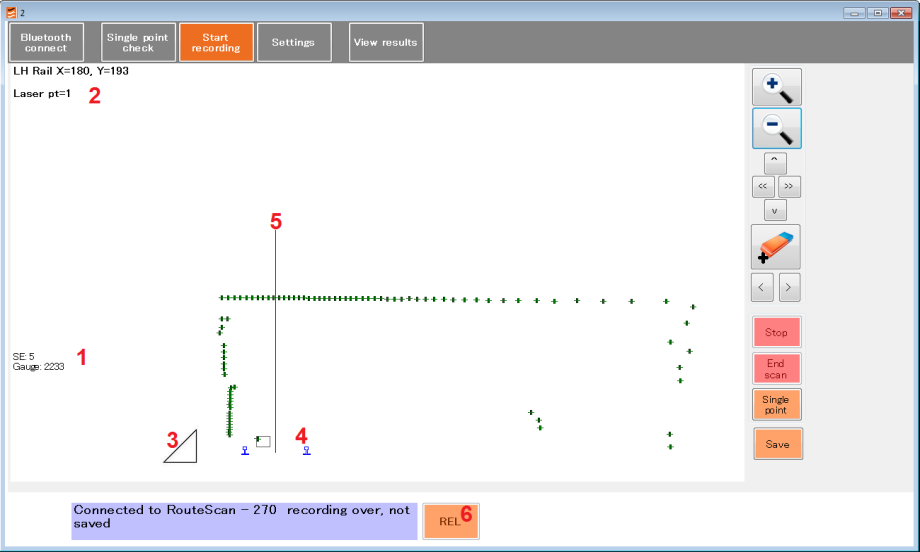 2
Bluetooth
connect
Single point
check
Start
recording
Settings
View results
LH Rail X=180, Y=193
Laser pt=1
2
5
SE: 5
Gauge: 2233
1
3
4
^
<<
>>
v
<
>
Stop
End
scan
Single
point
Save
Connected to RouteScan - 270 recording over, not
saved
REL
6